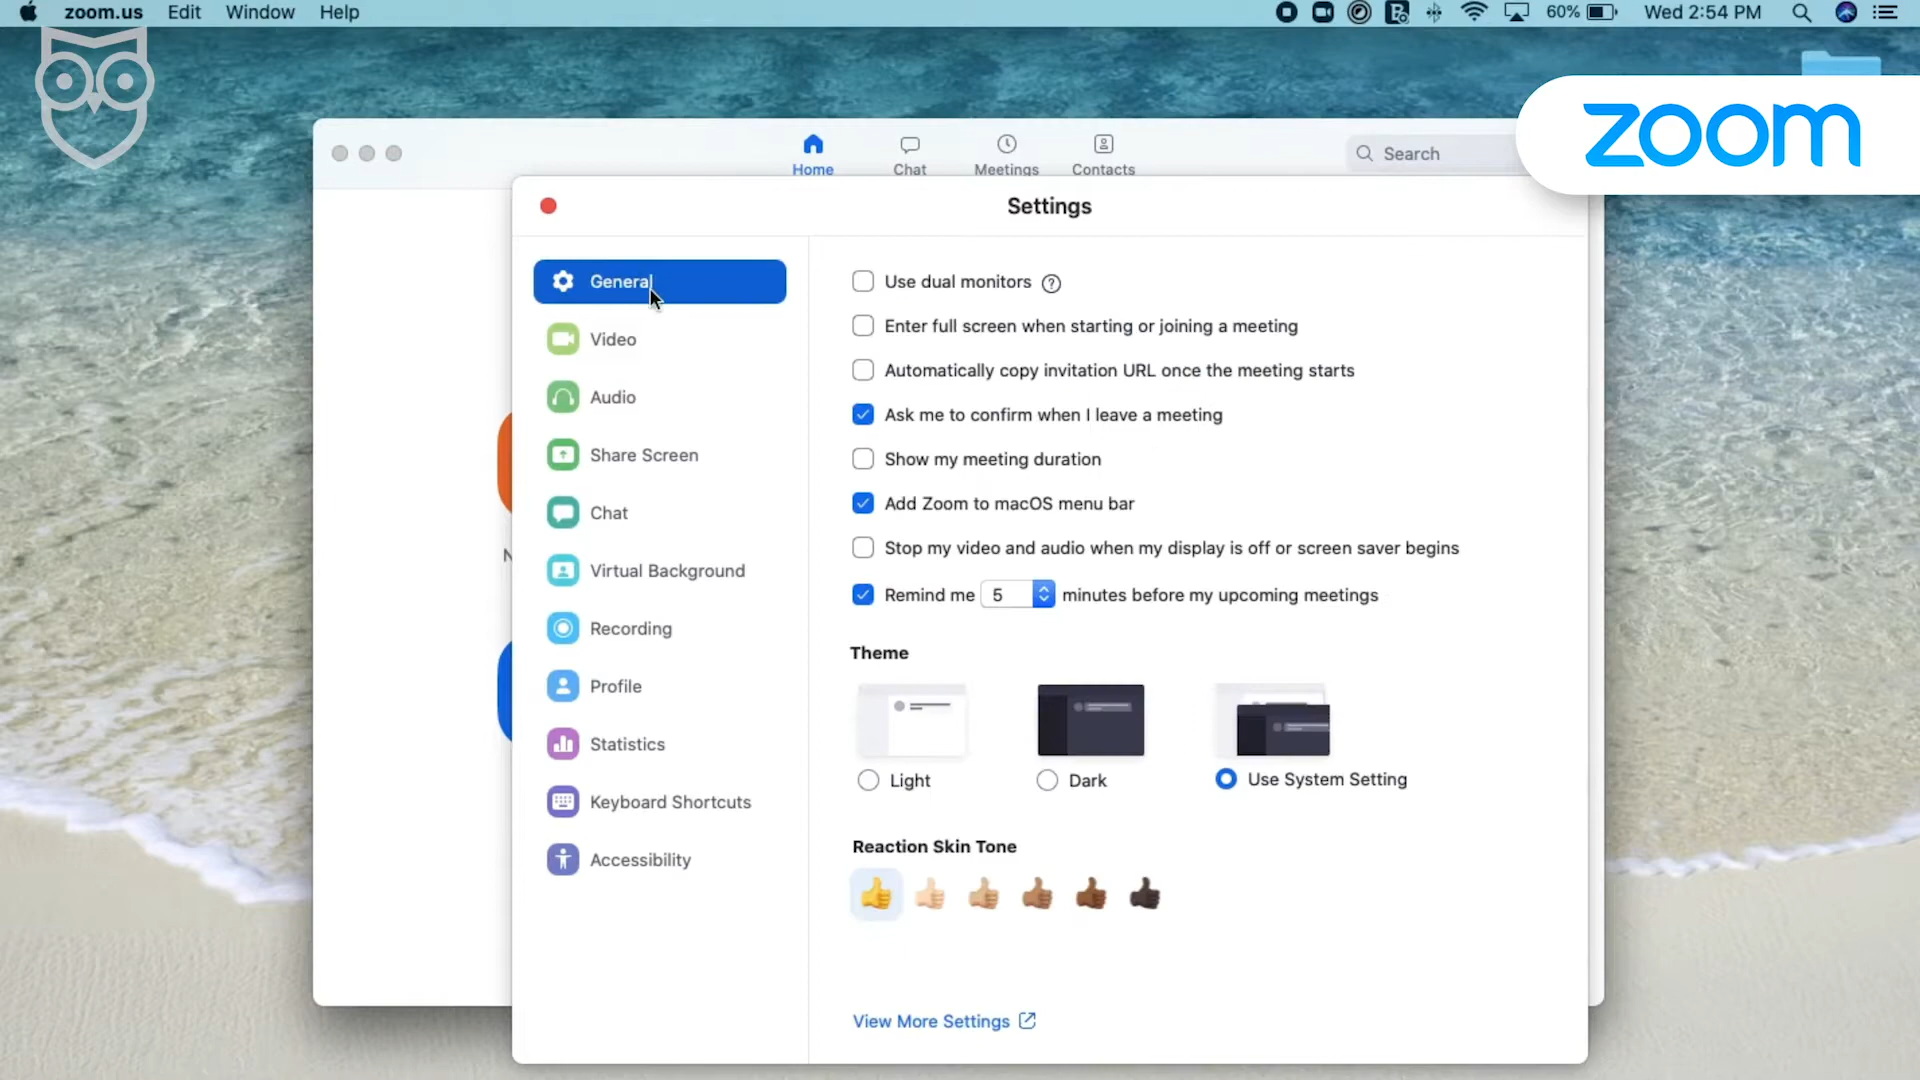 zoom.us Edit Window Help
60% Wed 2:54 PM
zoom
Home Chat Meetings Contacts
Search
Settings
General
Video
Audio
Share Screen
Chat
Virtual Background
Recording
Profile
Statistics
Keyboard Shortcuts
Accessibility
Use dual monitors ?
Enter full screen when starting or joining a meeting
Automatically copy invitation URL once the meeting starts
Ask me to confirm when I leave a meeting
Show my meeting duration
Add Zoom to macOS menu bar
Stop my video and audio when my display is off or screen saver begins
Remind me 5 minutes before my upcoming meetings
Theme
Light Dark Use System Setting
Reaction Skin Tone
View More Settings